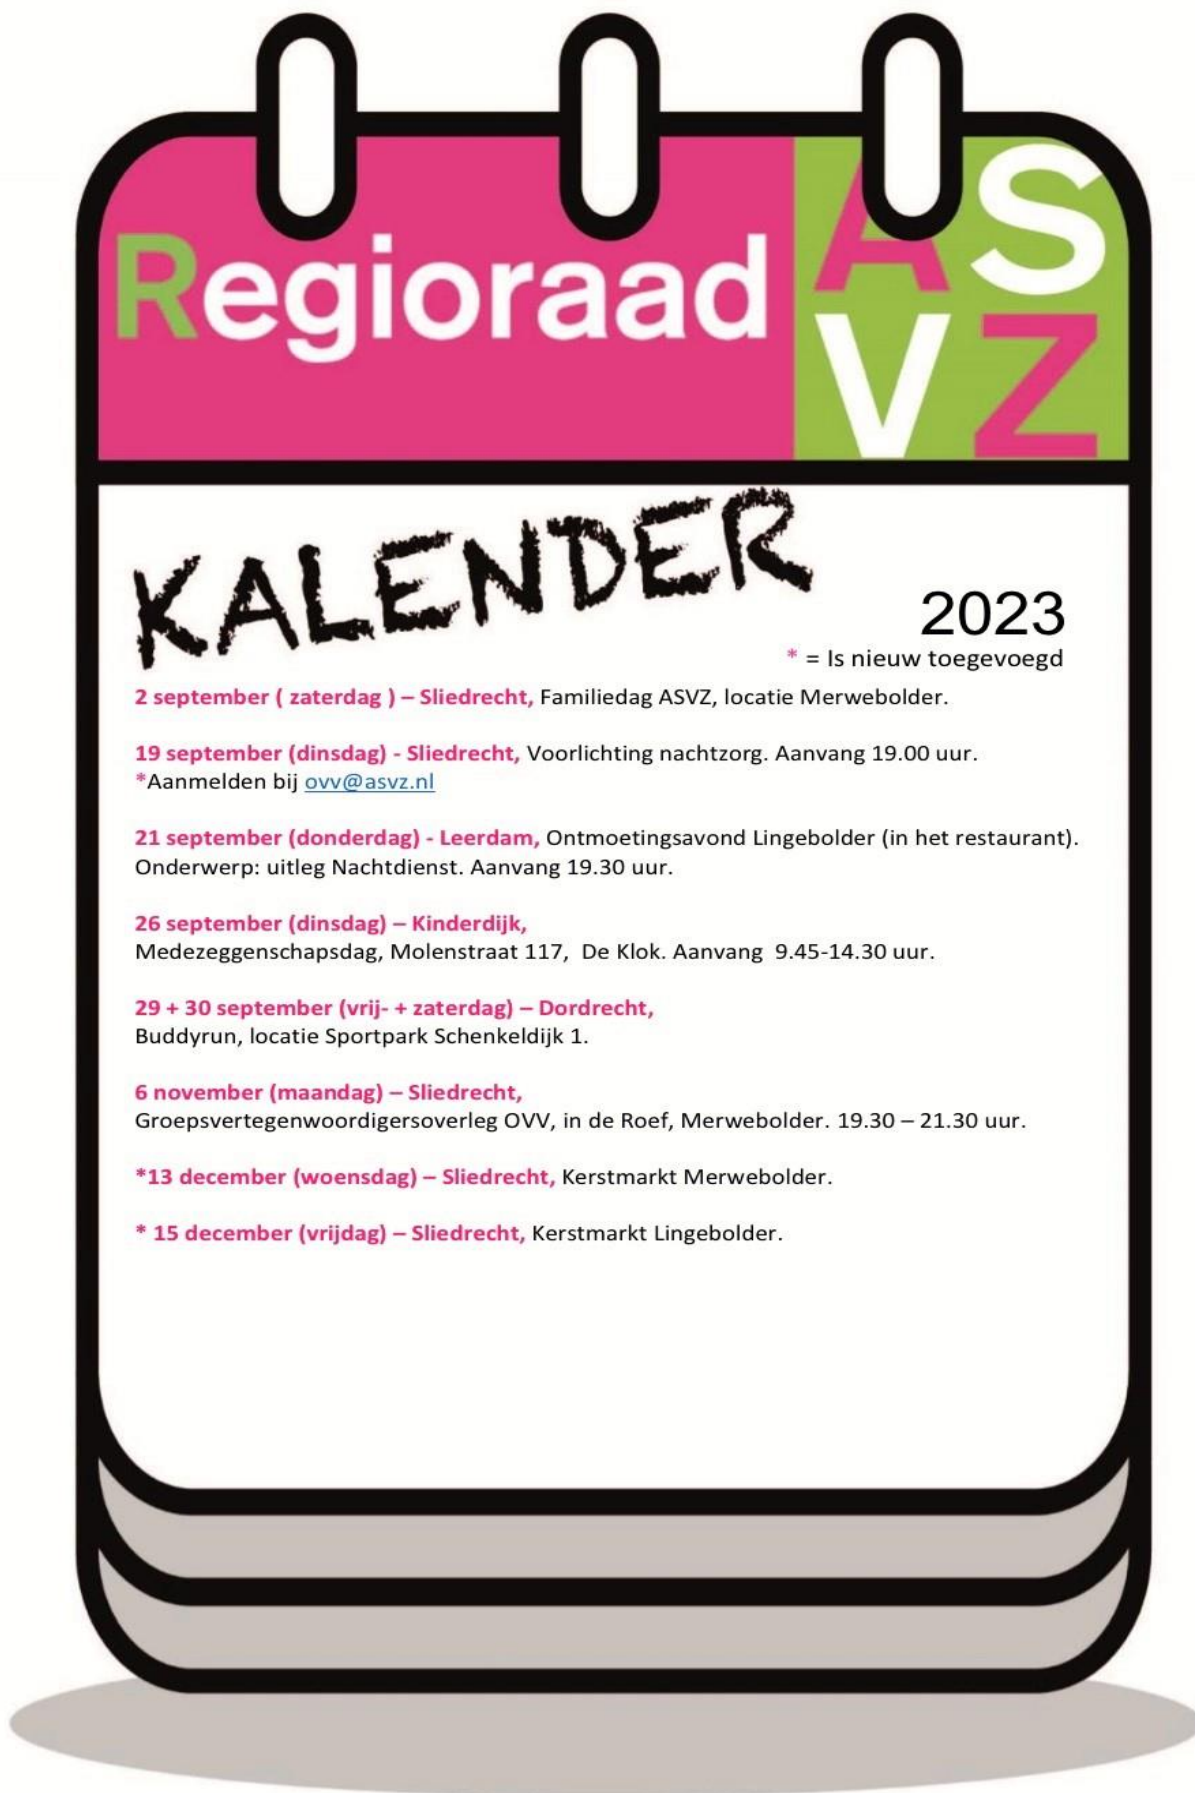 Regioraad
AS
VZ
KALENDER
2023
* = Is nieuw toegevoegd
2 september ( zaterdag ) – Sliedrecht, Familiedag ASVZ, locatie Merwebolder.
19 september (dinsdag) - Sliedrecht, Voorlichting nachtzorg. Aanvang 19.00 uur.
*Aanmelden bij ovv@asvz.nl
21 september (donderdag) - Leerdam, Ontmoetingsavond Lingebolder (in het restaurant).
Onderwerp: uitleg Nachtdienst. Aanvang 19.30 uur.
26 september (dinsdag) – Kinderdijk,
Medezeggenschapsdag, Molenstraat 117, De Klok. Aanvang 9.45-14.30 uur.
29 + 30 september (vrij- + zaterdag) – Dordrecht,
Buddyrun, locatie Sportpark Schenkeldijk 1.
6 november (maandag) – Sliedrecht,
Groepsvertegenwoordigersoverleg OVV, in de Roef, Merwebolder. 19.30 – 21.30 uur.
*13 december (woensdag) – Sliedrecht, Kerstmarkt Merwebolder.
* 15 december (vrijdag) – Sliedrecht, Kerstmarkt Lingebolder.